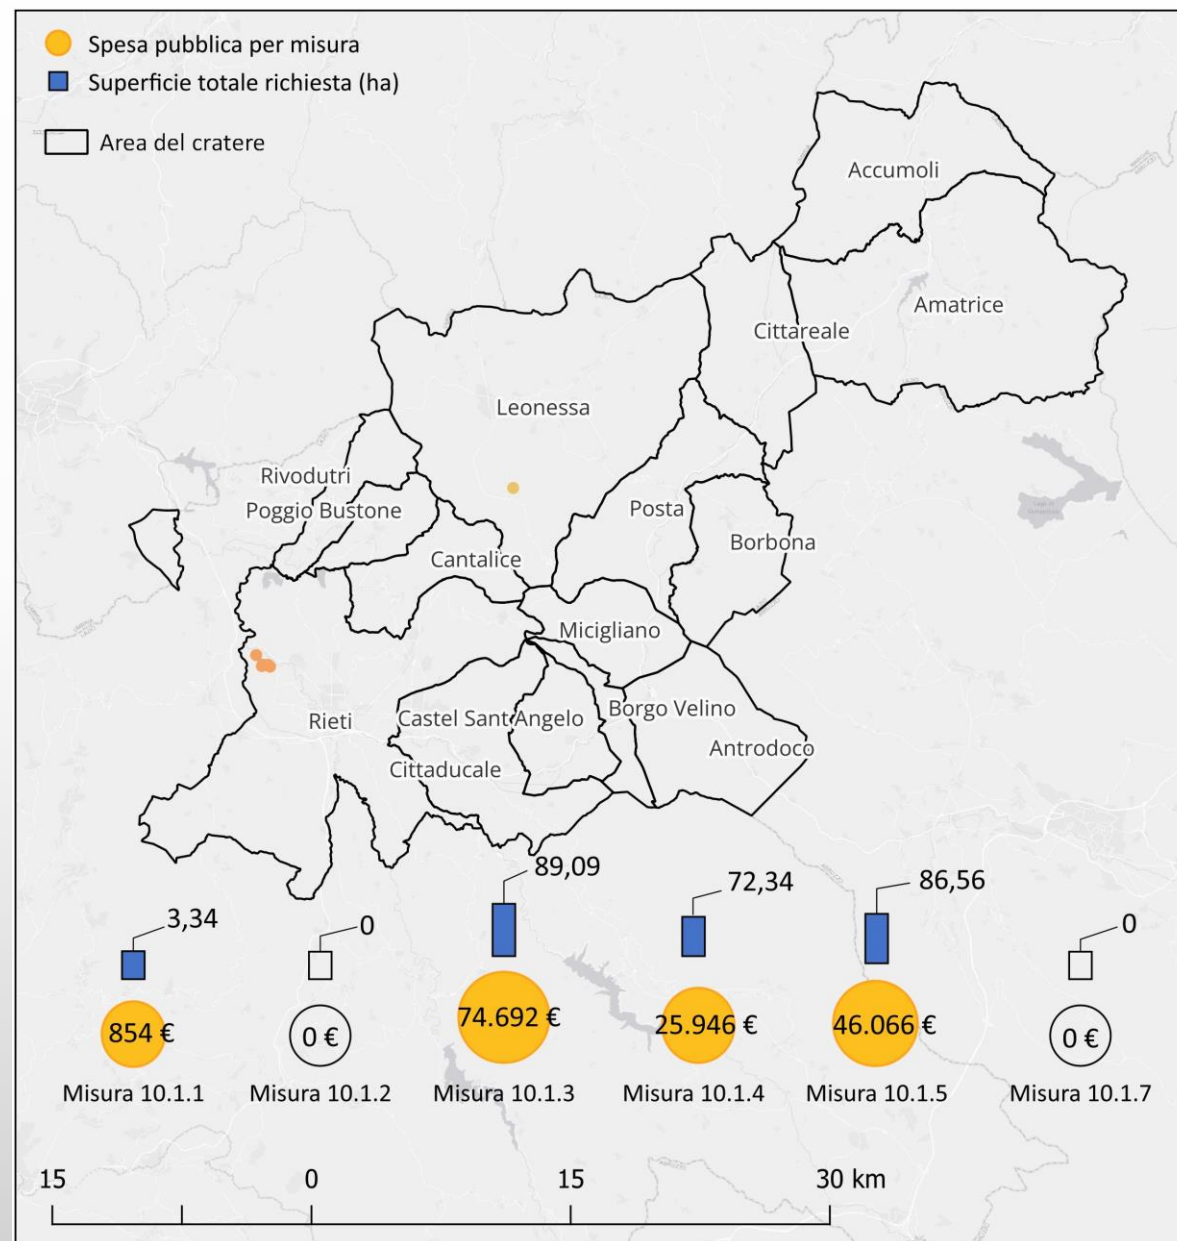 Spesa pubblica per misura
Superficie totale richiesta (ha)
Area del cratere
Accumoli
Amatrice
Cittareale
Leonessa
Rivodutri
Poggio Bustone
Posta
Borbona
Cantalice
Micigliano
Rieti
Castel Sant'Angelo
Borgo Velino
Antrodoco
Cittaducale
3,34
0
89,09
72,34
86,56
0
854 €
0 €
74.692 €
25.946 €
46.066 €
0 €
Misura 10.1.1
Misura 10.1.2
Misura 10.1.3
Misura 10.1.4
Misura 10.1.5
Misura 10.1.7
15 0 15 30 km